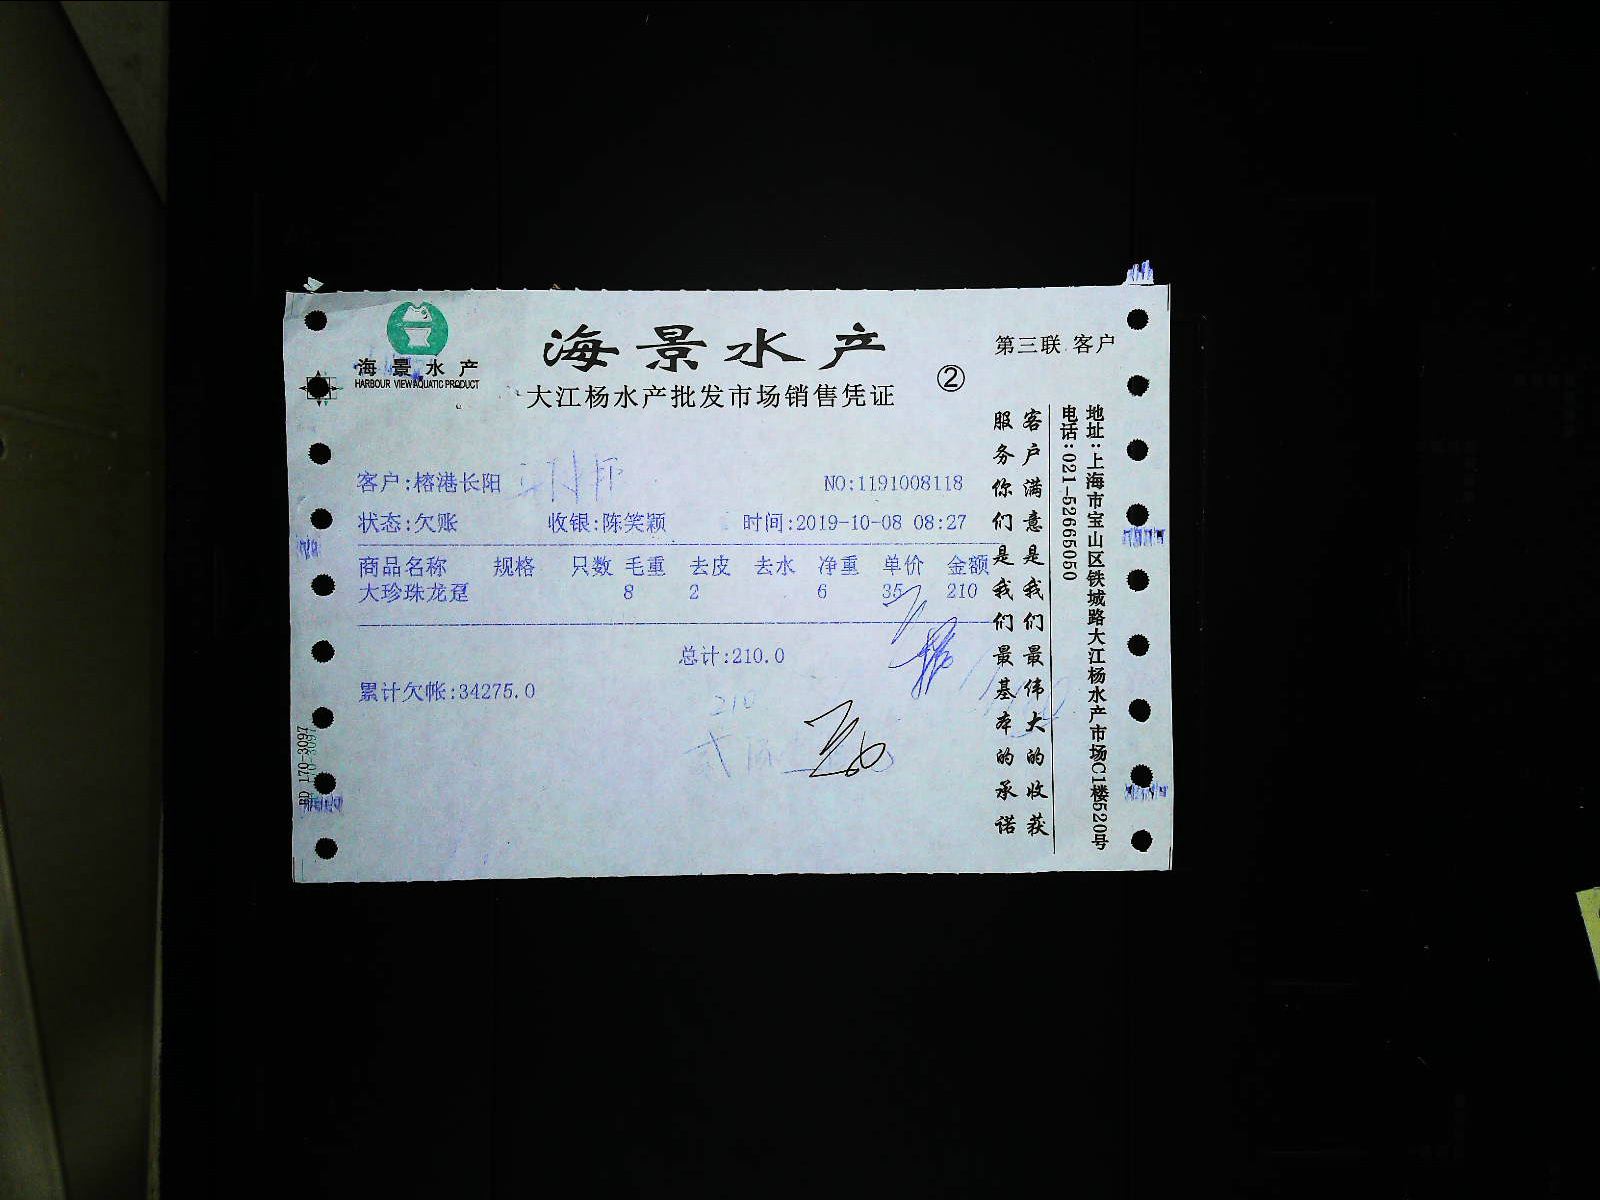 海景水产
HARBOUR VIEW AQUATIC PRODUCT
海景水产
大江杨水产批发市场销售凭证
②
第三联 客户
客户:榕港长阳
NO:1191008118
状态:欠账 收银:陈笑颖 时间:2019-10-08 08:27
商品名称 规格 只数 毛重 去皮 去水 净重 单价 金额
大珍珠龙趸 8 2 6 35 210
总计:210.0
累计欠帐:34275.0
210
客户满意是我们最伟大的收获
服务你们是我们最基本的承诺
地址:上海市宝山区铁城路大江杨水产市场C1楼520号
电话:021-52665050
BD 170-3097